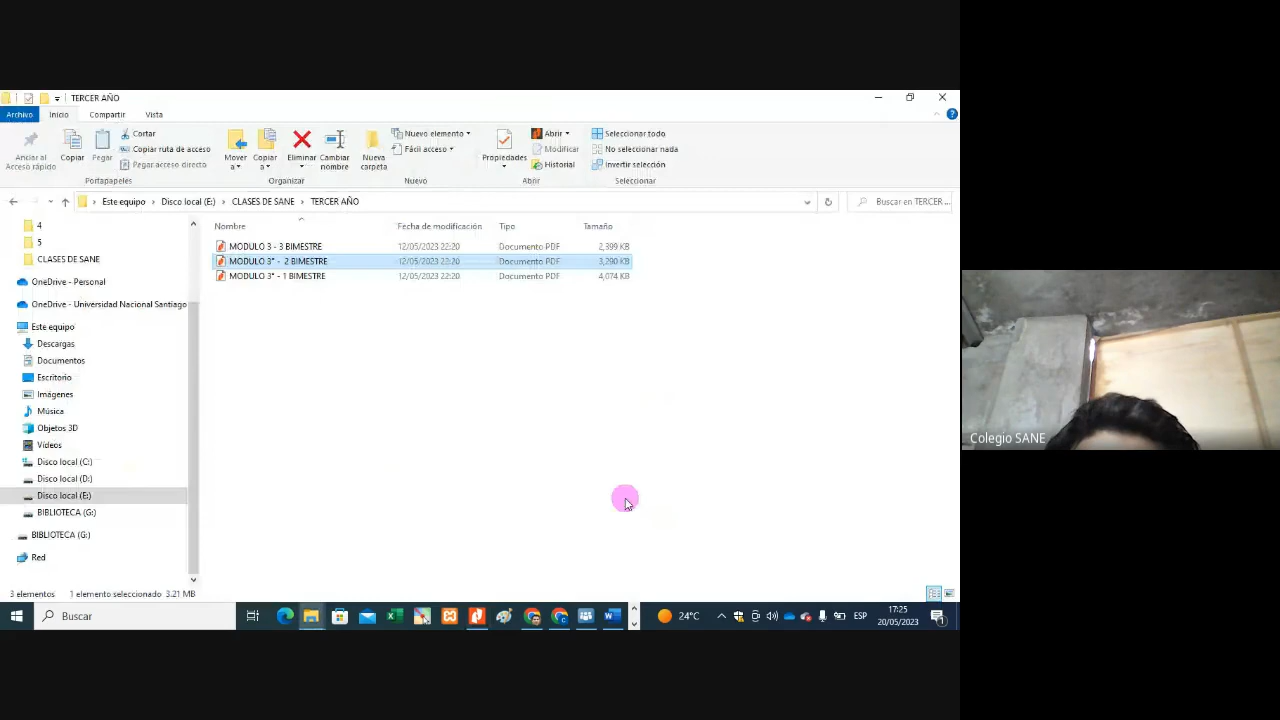 TERCER AÑO
Archivo Inicio Compartir Vista
Anclar al Acceso rápido
Copiar
Pegar
Cortar
Copiar ruta de acceso
Pegar acceso directo
Portapapeles
Mover a
Copiar a
Eliminar
Cambiar nombre
Organizar
Nueva carpeta
Nuevo elemento
Fácil acceso
Nuevo
Propiedades
Abrir
Modificar
Historial
Abrir
Seleccionar todo
No seleccionar nada
Invertir selección
Seleccionar
Este equipo Disco local (E:) CLASES DE SANE TERCER AÑO
Buscar en TERCER ...
4
5
CLASES DE SANE
OneDrive - Personal
OneDrive - Universidad Nacional Santiago
Este equipo
Descargas
Documentos
Escritorio
Imágenes
Música
Objetos 3D
Vídeos
Disco local (C:)
Disco local (D:)
Disco local (E:)
BIBLIOTECA (G:)
BIBLIOTECA (G:)
Red
Nombre Fecha de modificación Tipo Tamaño
MODULO 3 - 3 BIMESTRE 12/05/2023 22:20 Documento PDF 2,399 KB
MODULO 3° - 2 BIMESTRE 12/05/2023 22:20 Documento PDF 3,290 KB
MODULO 3° - 1 BIMESTRE 12/05/2023 22:20 Documento PDF 4,074 KB
3 elementos 1 elemento seleccionado 3.21 MB
Buscar
24°C
ESP
17:25
20/05/2023
Colegio SANE